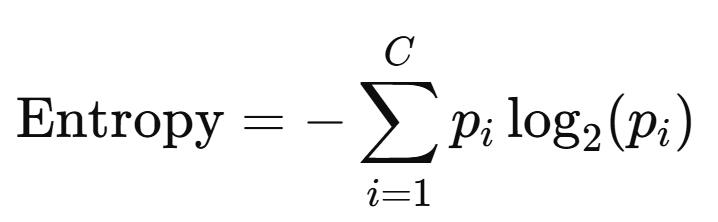 Entropy = − ∑_{i=1}^{C} p_i log_2(p_i)